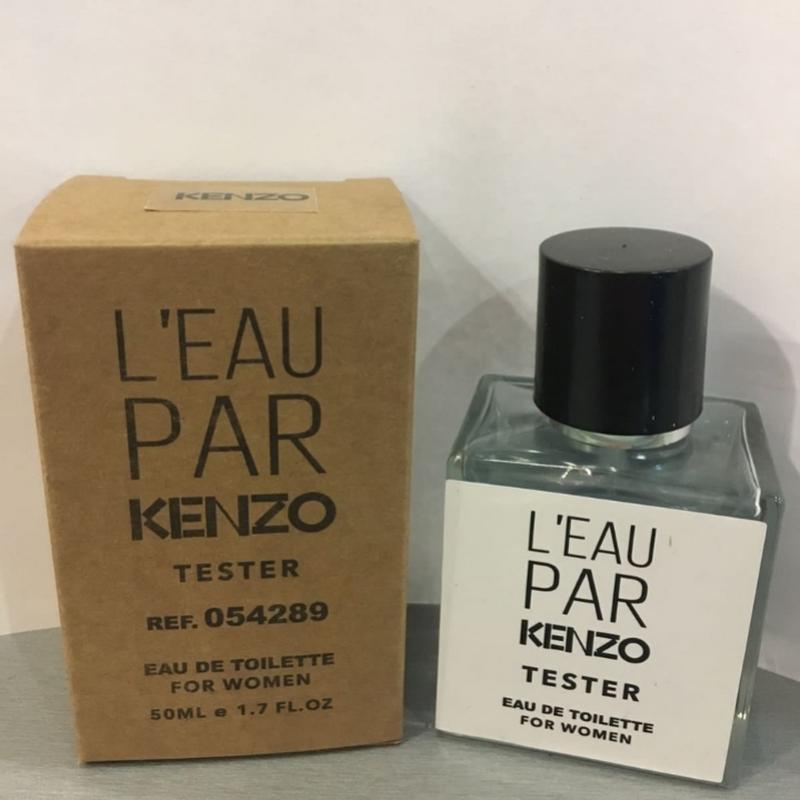 KENZO
L'EAU
PAR
KENZO
TESTER
REF. 054289
EAU DE TOILETTE
FOR WOMEN
50ML e 1.7 FL.OZ
L'EAU
PAR
KENZO
TESTER
EAU DE TOILETTE
FOR WOMEN